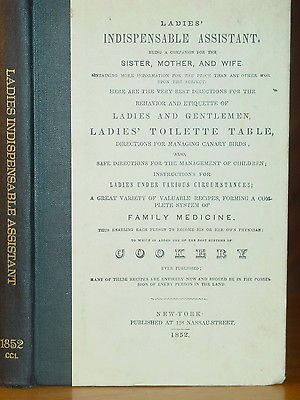 LADIES INDISPENSABLE ASSISTANT
1852
CCL
LADIES'
INDISPENSABLE ASSISTANT.
BEING A COMPANION FOR THE
SISTER, MOTHER, AND WIFE
CONTAINING MORE INFORMATION FOR THE PRICE THAN ANY OTHER WORK
UPON THE SUBJECT.
HERE ARE THE VERY BEST DIRECTIONS FOR THE
BEHAVIOR AND ETIQUETTE OF
LADIES AND GENTLEMEN,
LADIES' TOILETTE TABLE,
DIRECTIONS FOR MANAGING CANARY BIRDS,
ALSO,
SAFE DIRECTIONS FOR THE MANAGEMENT OF CHILDREN;
INSTRUCTIONS FOR
LADIES UNDER VARIOUS CIRCUMSTANCES;
A GREAT VARIETY OF VALUABLE RECIPES, FORMING A COM-
PLETE SYSTEM OF
FAMILY MEDICINE.
THUS ENABLING EACH PERSON TO BECOME HIS OR HER OWN PHYSICIAN:
TO WHICH IS ADDED ONE OF THE BEST SYSTEMS OF
COOKERY
EVER PUBLISHED;
MANY OF THESE RECIPES ARE ENTIRELY NEW AND SHOULD BE IN THE POSSES-
SION OF EVERY PERSON IN THE LAND.
NEW-YORK:
PUBLISHED AT 128 NASSAU-STREET.
1852.